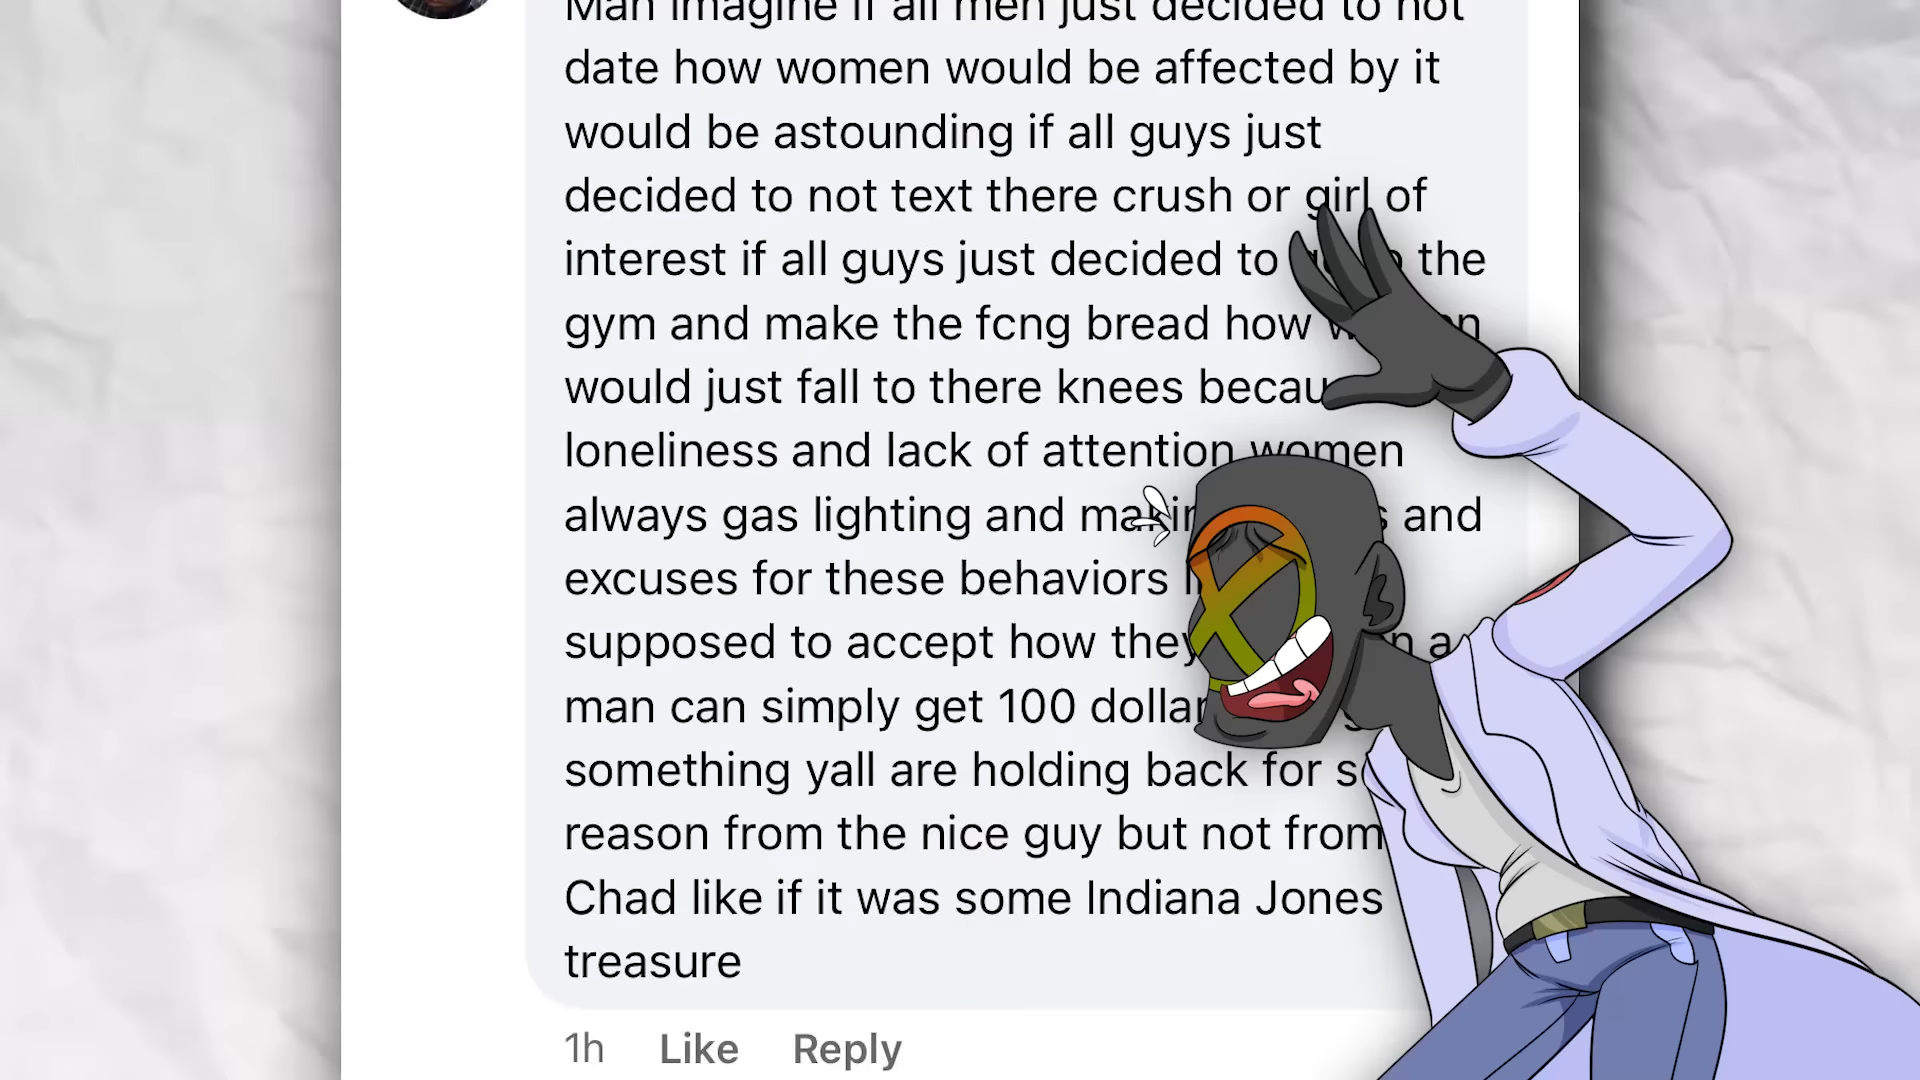 Man imagine if all men just decided to not
date how women would be affected by it
would be astounding if all guys just
decided to not text there crush or girl of
interest if all guys just decided to the
gym and make the fcng bread how
would just fall to there knees
loneliness and lack of attention women
always gas lighting and and
excuses for these behaviors
supposed to accept how they a
man can simply get 100
something yall are holding back for
reason from the nice guy but not from
Chad like if it was some Indiana Jones
treasure
1h Like Reply